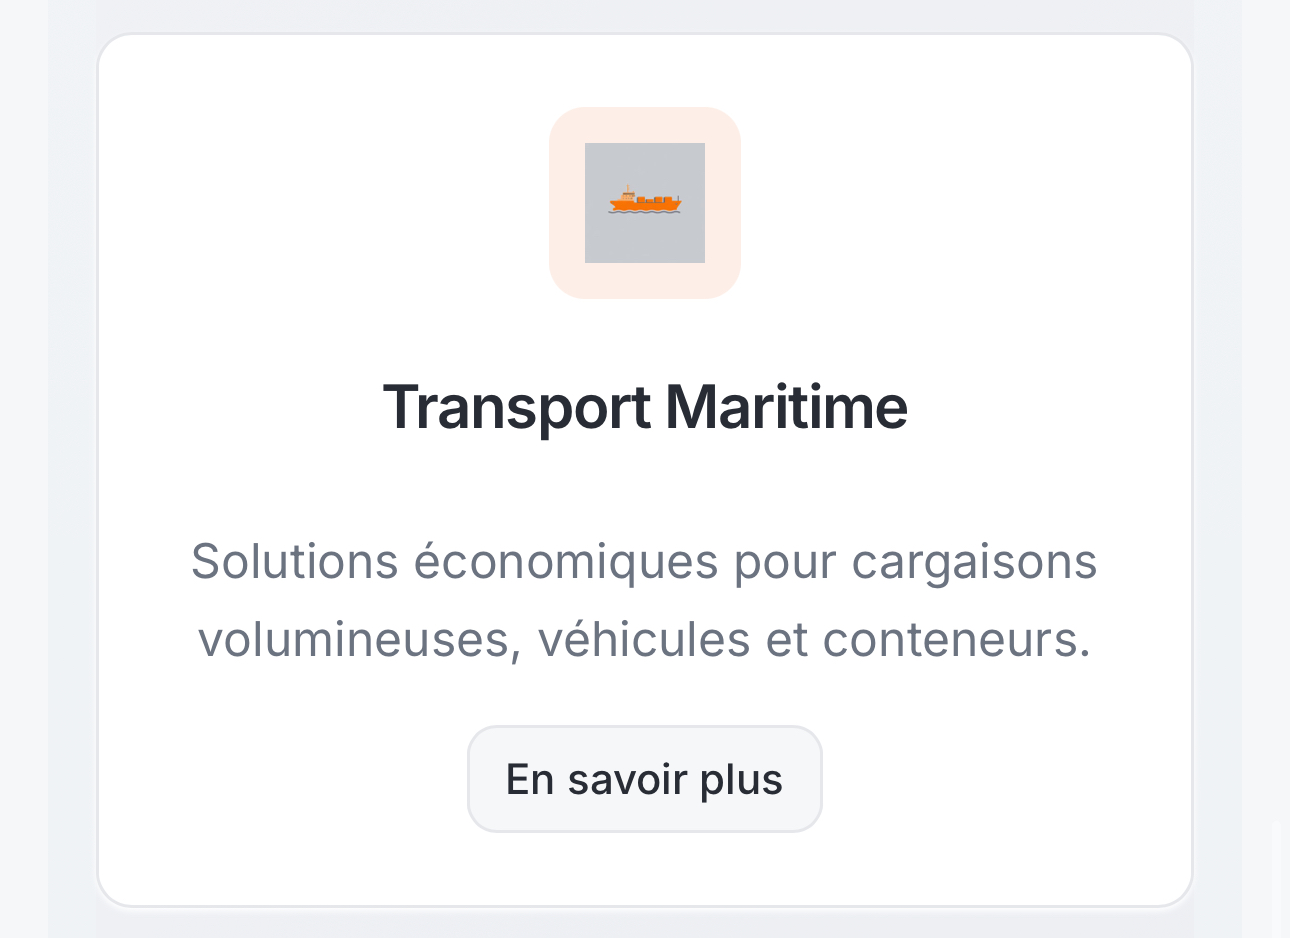 Transport Maritime
Solutions économiques pour cargaisons
volumineuses, véhicules et conteneurs.
En savoir plus